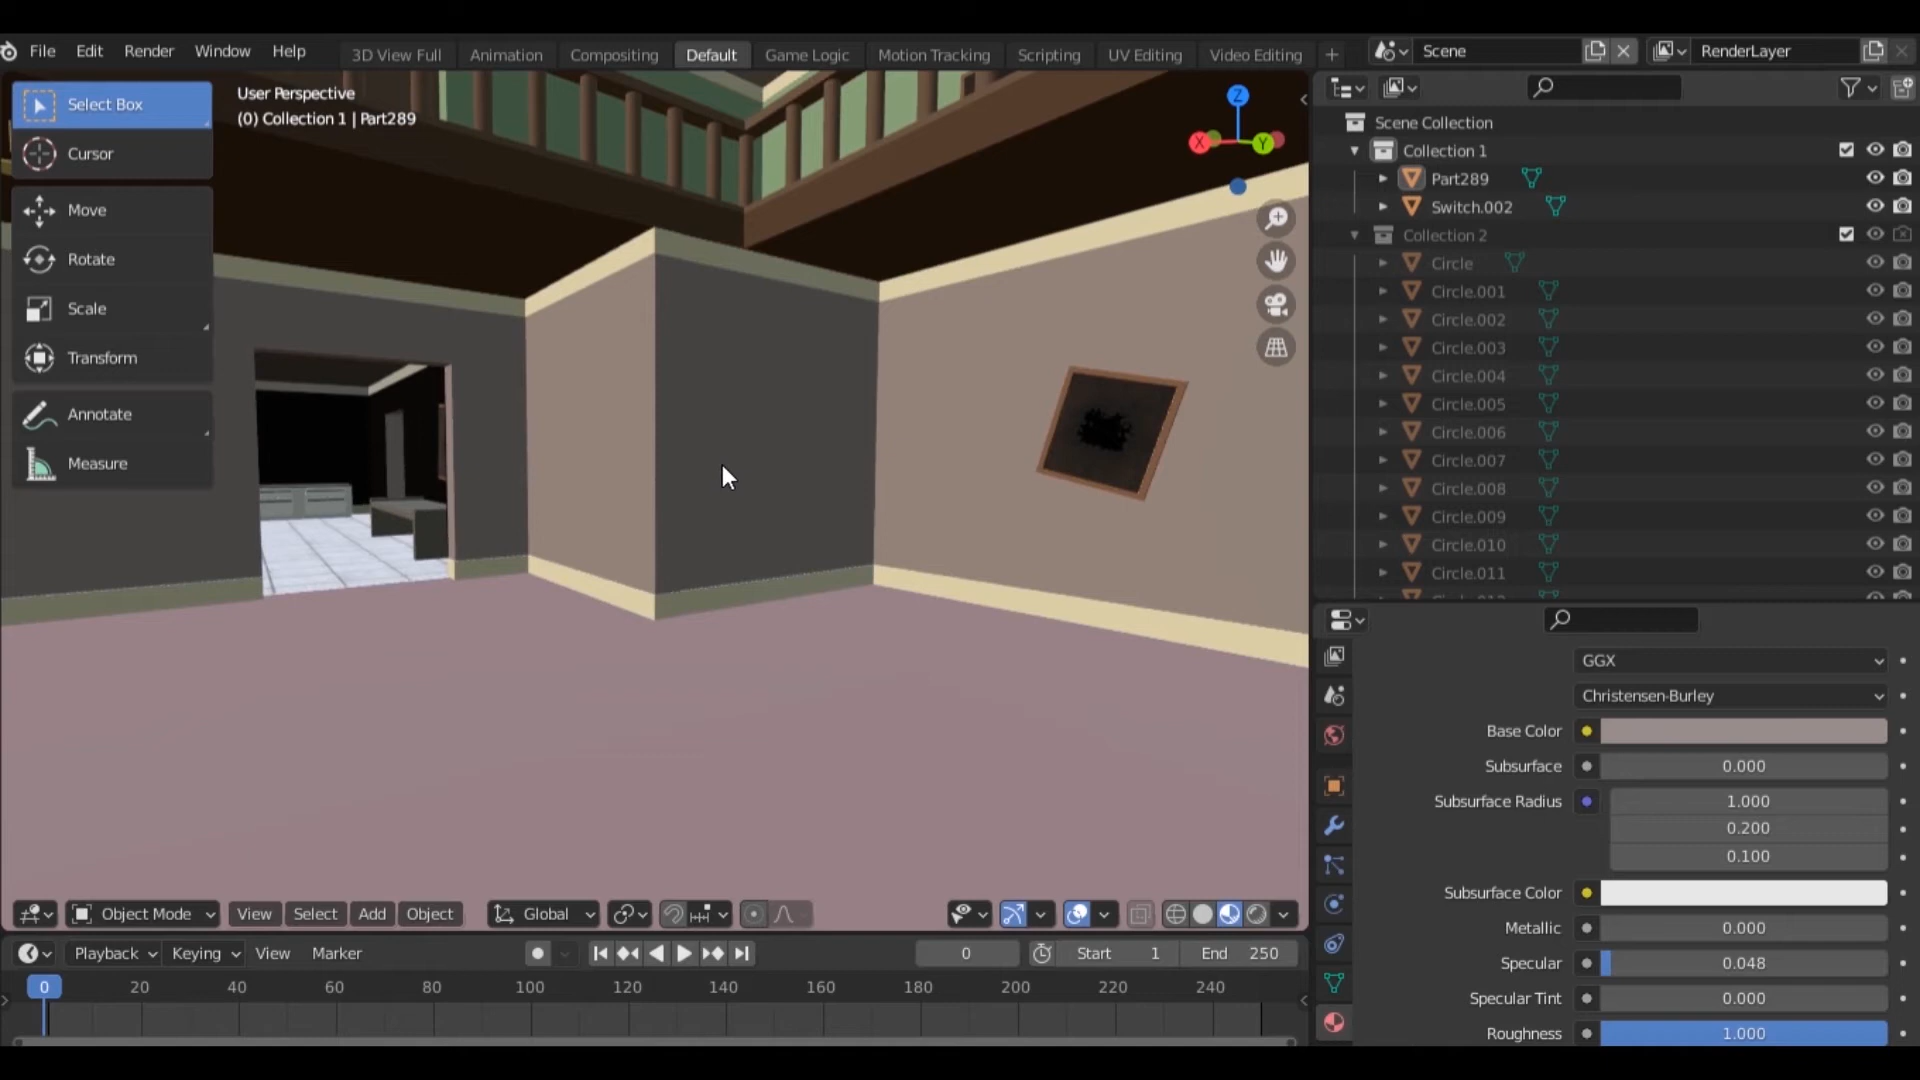 File Edit Render Window Help 3D View Full Animation Compositing Default Game Logic Motion Tracking Scripting UV Editing Video Editing + Scene RenderLayer
Select Box
Cursor
Move
Rotate
Scale
Transform
Annotate
Measure
User Perspective
(0) Collection 1 | Part289
Z
X
Y
Scene Collection
Collection 1
Part289
Switch.002
Collection 2
Circle
Circle.001
Circle.002
Circle.003
Circle.004
Circle.005
Circle.006
Circle.007
Circle.008
Circle.009
Circle.010
Circle.011
GGX
Christensen-Burley
Base Color
Subsurface 0.000
Subsurface Radius 1.000
0.200
0.100
Subsurface Color
Metallic 0.000
Specular 0.048
Specular Tint 0.000
Roughness 1.000
Object Mode View Select Add Object Global
Playback Keying View Marker 0 Start 1 End 250
0 20 40 60 80 100 120 140 160 180 200 220 240